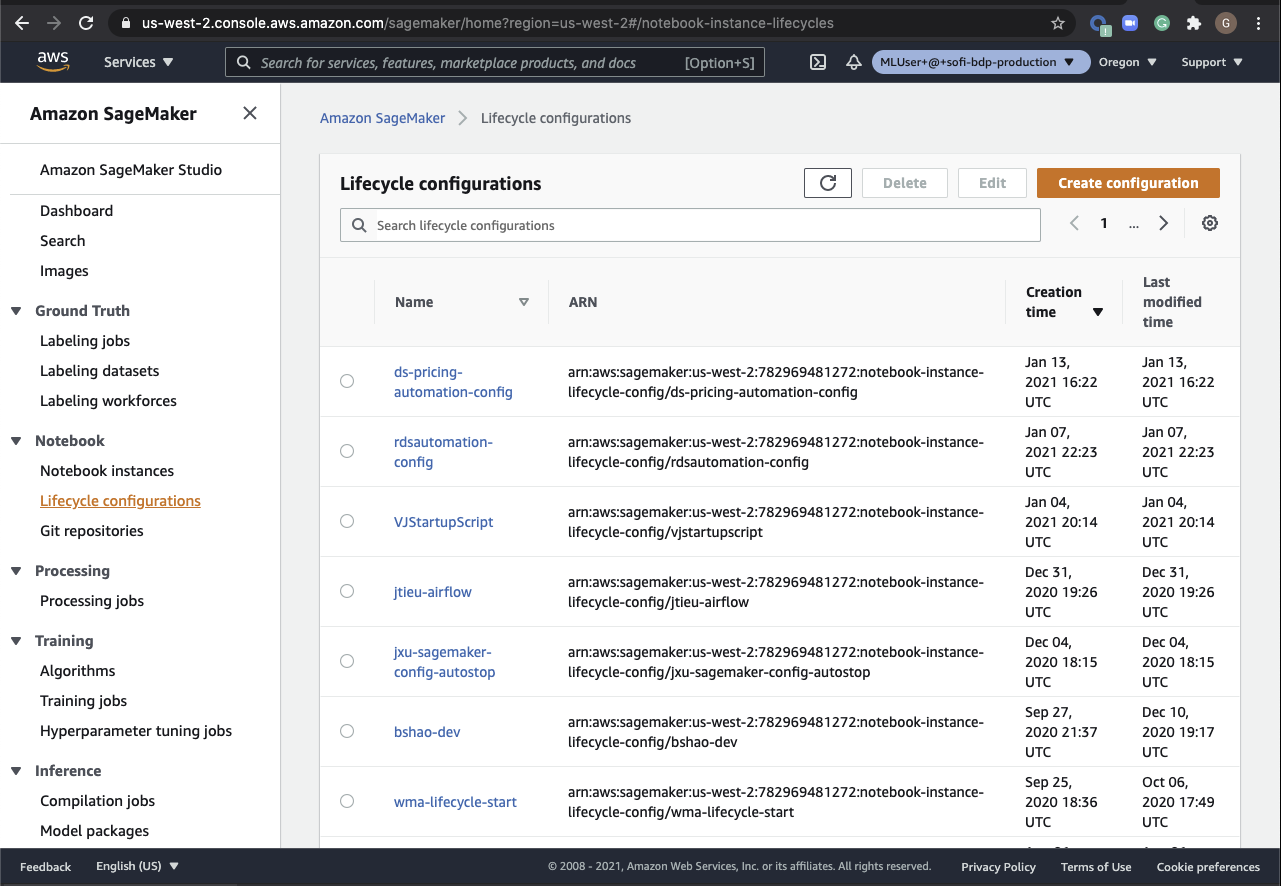 us-west-2.console.aws.amazon.com/sagemaker/home?region=us-west-2#/notebook-instance-lifecycles
G
aws
Services
Search for services, features, marketplace products, and docs
[Option+S]
MLUser+@+sofi-bdp-production
Oregon
Support
Amazon SageMaker
Amazon SageMaker Studio
Dashboard
Search
Images
Ground Truth
Labeling jobs
Labeling datasets
Labeling workforces
Notebook
Notebook instances
Lifecycle configurations
Git repositories
Processing
Processing jobs
Training
Algorithms
Training jobs
Hyperparameter tuning jobs
Inference
Compilation jobs
Model packages
Amazon SageMaker
Lifecycle configurations
Lifecycle configurations
Delete
Edit
Create configuration
Search lifecycle configurations
1
...
Name
ARN
Creation
time
Last
modified
time
ds-pricing-
automation-config
arn:aws:sagemaker:us-west-2:782969481272:notebook-instance-
lifecycle-config/ds-pricing-automation-config
Jan 13,
2021 16:22
UTC
Jan 13,
2021 16:22
UTC
rdsautomation-
config
arn:aws:sagemaker:us-west-2:782969481272:notebook-instance-
lifecycle-config/rdsautomation-config
Jan 07,
2021 22:23
UTC
Jan 07,
2021 22:23
UTC
VJStartupScript
arn:aws:sagemaker:us-west-2:782969481272:notebook-instance-
lifecycle-config/vjstartupscript
Jan 04,
2021 20:14
UTC
Jan 04,
2021 20:14
UTC
jtieu-airflow
arn:aws:sagemaker:us-west-2:782969481272:notebook-instance-
lifecycle-config/jtieu-airflow
Dec 31,
2020 19:26
UTC
Dec 31,
2020 19:26
UTC
jxu-sagemaker-
config-autostop
arn:aws:sagemaker:us-west-2:782969481272:notebook-instance-
lifecycle-config/jxu-sagemaker-config-autostop
Dec 04,
2020 18:15
UTC
Dec 04,
2020 18:15
UTC
bshao-dev
arn:aws:sagemaker:us-west-2:782969481272:notebook-instance-
lifecycle-config/bshao-dev
Sep 27,
2020 21:37
UTC
Dec 10,
2020 19:17
UTC
wma-lifecycle-start
arn:aws:sagemaker:us-west-2:782969481272:notebook-instance-
lifecycle-config/wma-lifecycle-start
Sep 25,
2020 18:36
UTC
Oct 06,
2020 17:49
UTC
Feedback
English (US)
© 2008 - 2021, Amazon Web Services, Inc. or its affiliates. All rights reserved.
Privacy Policy
Terms of Use
Cookie preferences